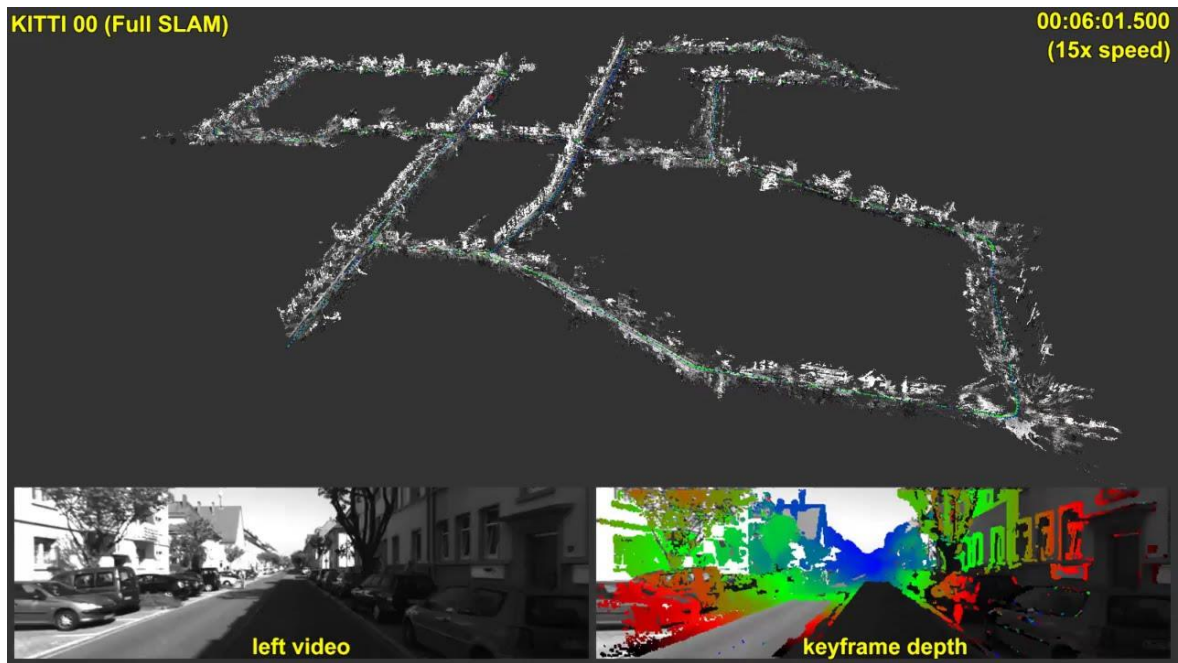 KITTI 00 (Full SLAM)
00:06:01.500
(15x speed)
left video
keyframe depth